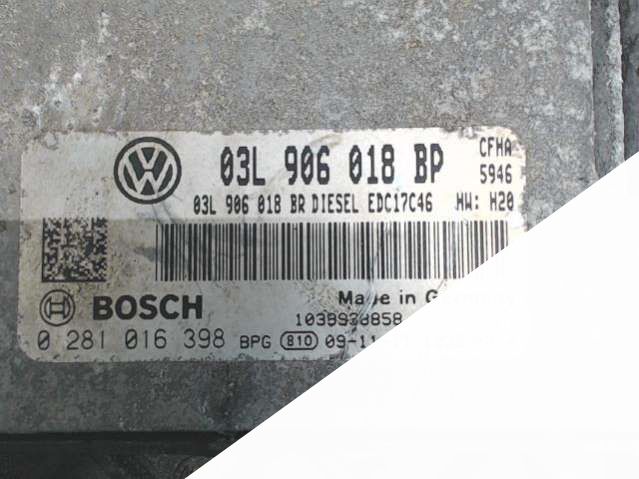 03L 906 018 BP CFHA
5946
03L 906 018 BR DIESEL EDC17C46 HW: H20
Made in
BOSCH
0 281 016 398 BPG 810